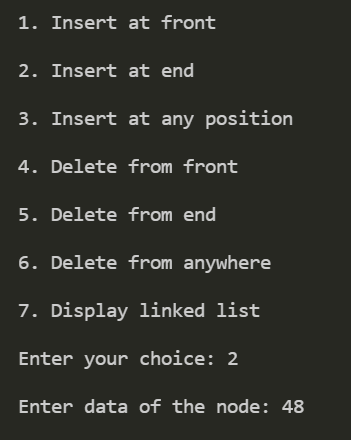 1. Insert at front
2. Insert at end
3. Insert at any position
4. Delete from front
5. Delete from end
6. Delete from anywhere
7. Display linked list
Enter your choice: 2
Enter data of the node: 48